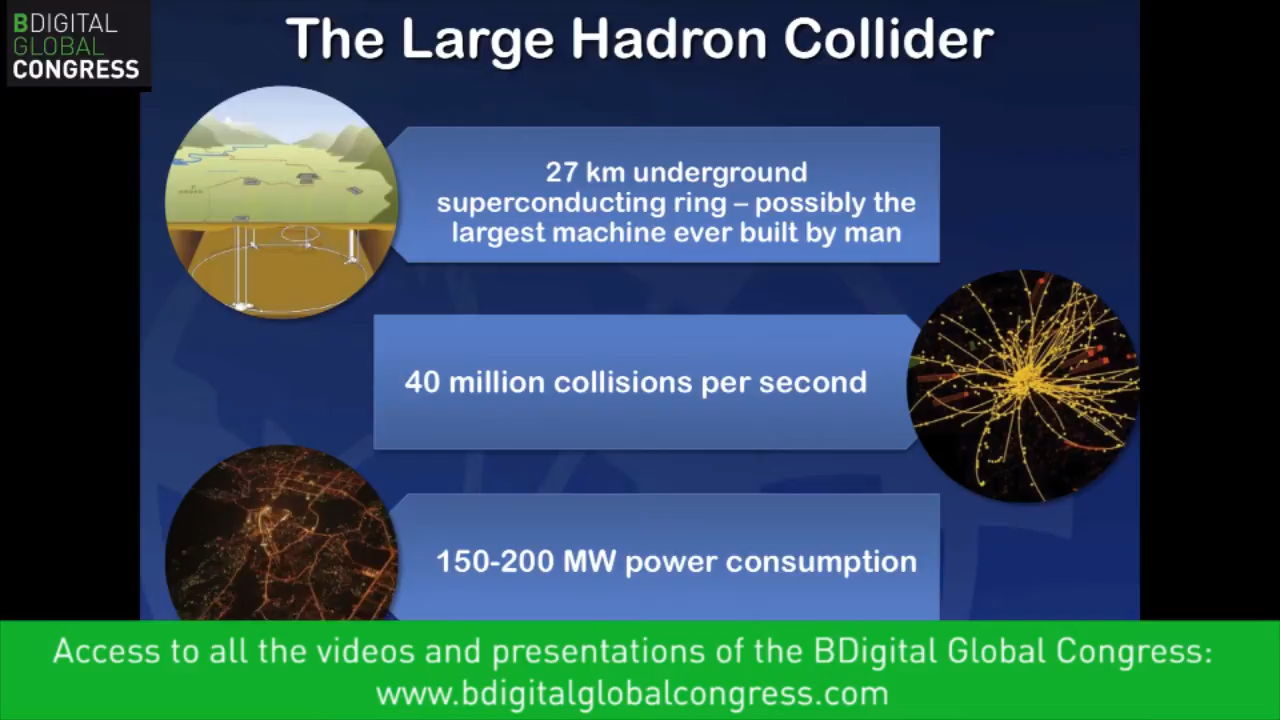 BDIGITAL
GLOBAL
CONGRESS
The Large Hadron Collider
27 km underground
superconducting ring – possibly the
largest machine ever built by man
40 million collisions per second
150-200 MW power consumption
Access to all the videos and presentations of the BDigital Global Congress:
www.bdigitalglobalcongress.com